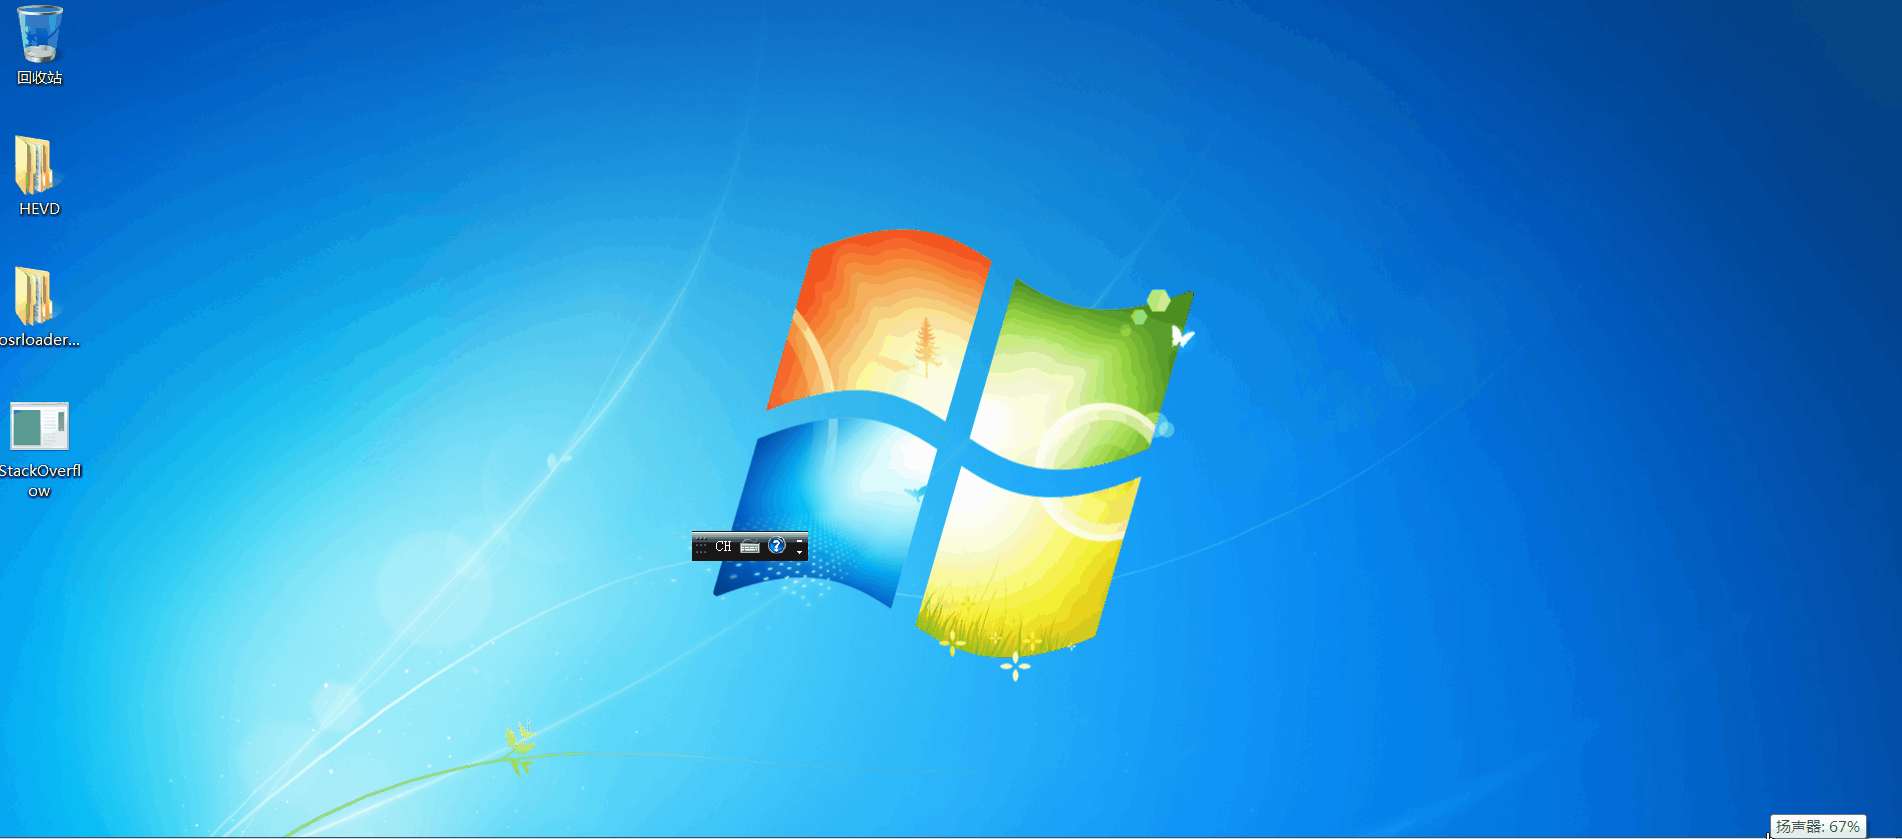 回收站
HEVD
osrloader...
StackOverfl
ow
CH
扬声器: 67%